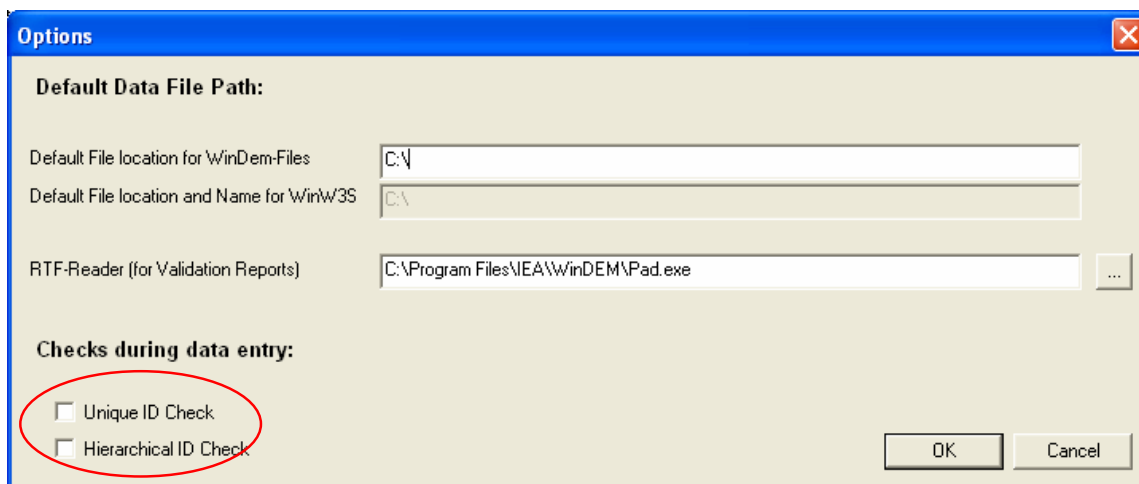 Options
Default Data File Path:
Default File location for WinDem-Files C:\
Default File location and Name for WinW3S C:\
RTF-Reader (for Validation Reports) C:\Program Files\IEA\WinDEM\Pad.exe ...
Checks during data entry:
Unique ID Check
Hierarchical ID Check
OK Cancel